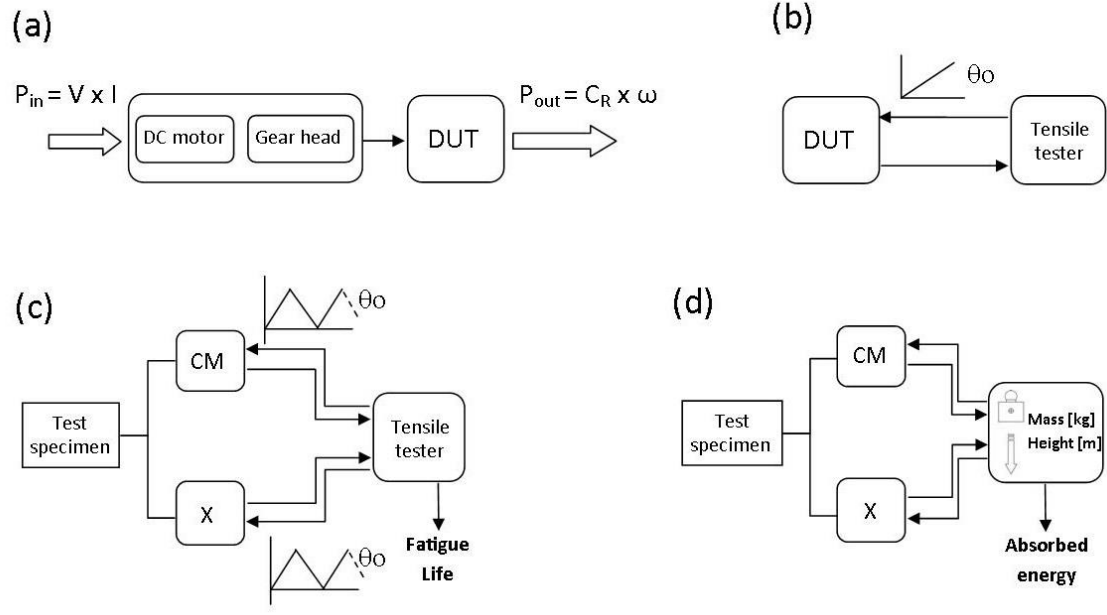 (a)
P_in = V x I
DC motor
Gear head
DUT
P_out = C_R x ω
(b)
θo
DUT
Tensile
tester
(c)
θo
CM
Test
specimen
Tensile
tester
X
θo
Fatigue
Life
(d)
CM
Test
specimen
Mass [kg]
Height [m]
X
Absorbed
energy